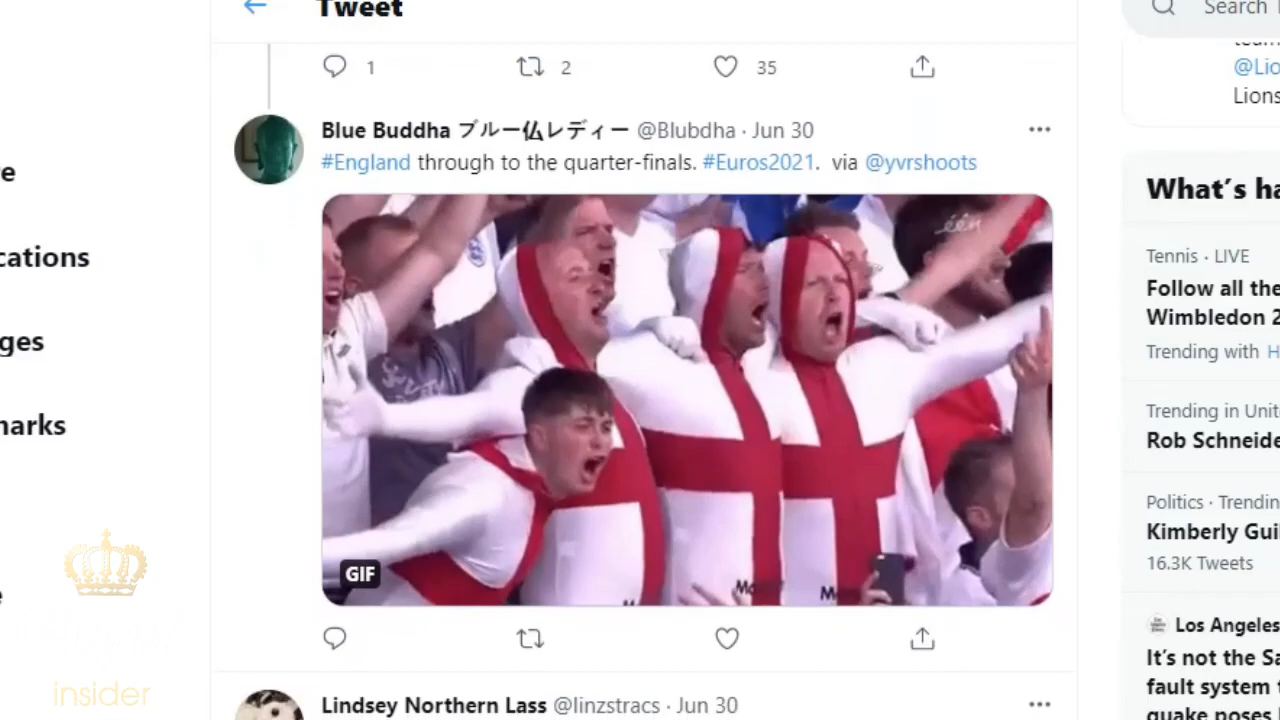 Tweet
Search
1
2
35
@Lio
Lions
Blue Buddha ブルー仏レディー @Blubdha · Jun 30
#England through to the quarter-finals. #Euros2021. via @yvrshoots
één
GIF
e
cations
ges
narks
insider
What's ha
Tennis · LIVE
Follow all the
Wimbledon 2
Trending with H
Trending in Unit
Rob Schneide
Politics · Trendin
Kimberly Gui
16.3K Tweets
Los Angeles
It's not the Sa
fault system t
quake poses
Lindsey Northern Lass @linzstracs · Jun 30